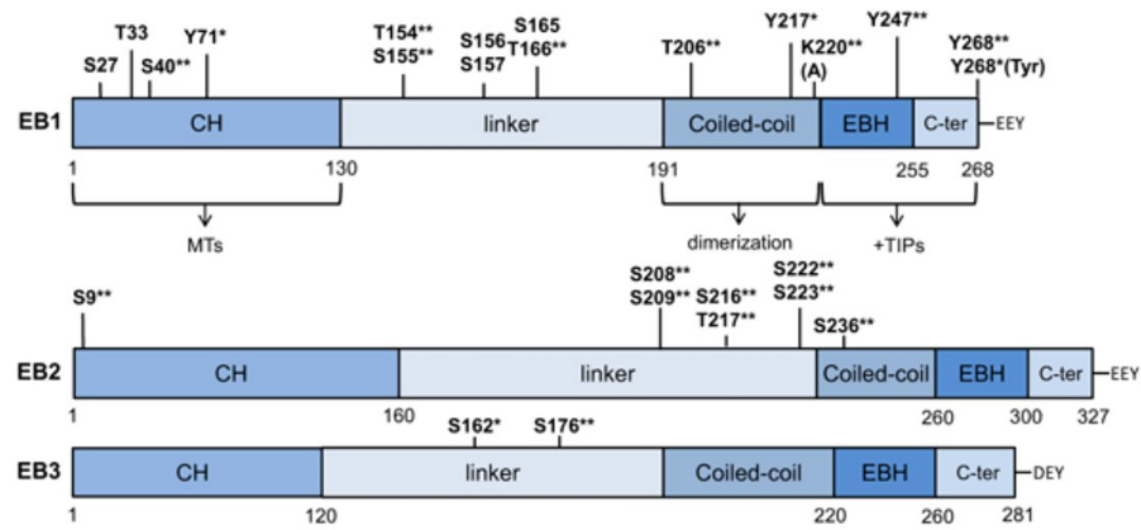 T33
S27
S40**
Y71*
T154**
S155**
S156
S157
S165
T166**
T206**
Y217*
K220**
(A)
Y247**
Y268**
Y268*(Tyr)
EB1
CH
linker
Coiled-coil
EBH
C-ter
EEY
1
130
191
255
268
MTs
dimerization
+TIPs
S9**
S208**
S209**
S216**
T217**
S222**
S223**
S236**
EB2
CH
linker
Coiled-coil
EBH
C-ter
EEY
1
160
260
300
327
S162*
S176**
EB3
CH
linker
Coiled-coil
EBH
C-ter
DEY
1
120
220
260
281